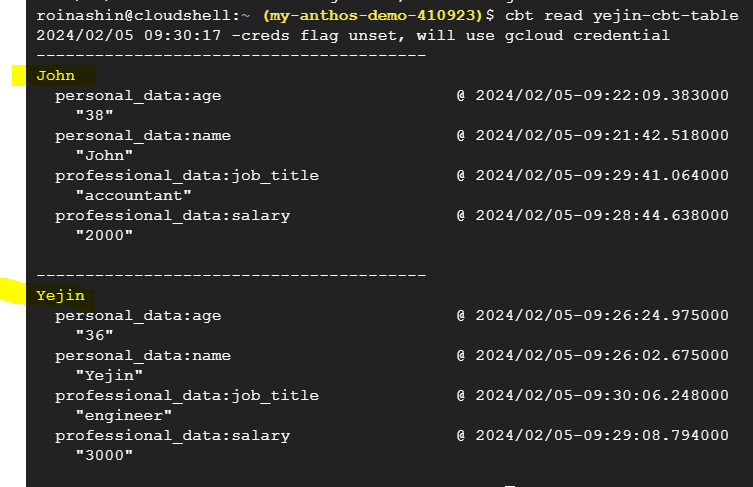 roinashin@cloudshell:~ (my-anthos-demo-410923)$ cbt read yejin-cbt-table
2024/02/05 09:30:17 -creds flag unset, will use gcloud credential
----------------------------------------
John
personal_data:age @ 2024/02/05-09:22:09.383000
"38"
personal_data:name @ 2024/02/05-09:21:42.518000
"John"
professional_data:job_title @ 2024/02/05-09:29:41.064000
"accountant"
professional_data:salary @ 2024/02/05-09:28:44.638000
"2000"
----------------------------------------
Yejin
personal_data:age @ 2024/02/05-09:26:24.975000
"36"
personal_data:name @ 2024/02/05-09:26:02.675000
"Yejin"
professional_data:job_title @ 2024/02/05-09:30:06.248000
"engineer"
professional_data:salary @ 2024/02/05-09:29:08.794000
"3000"